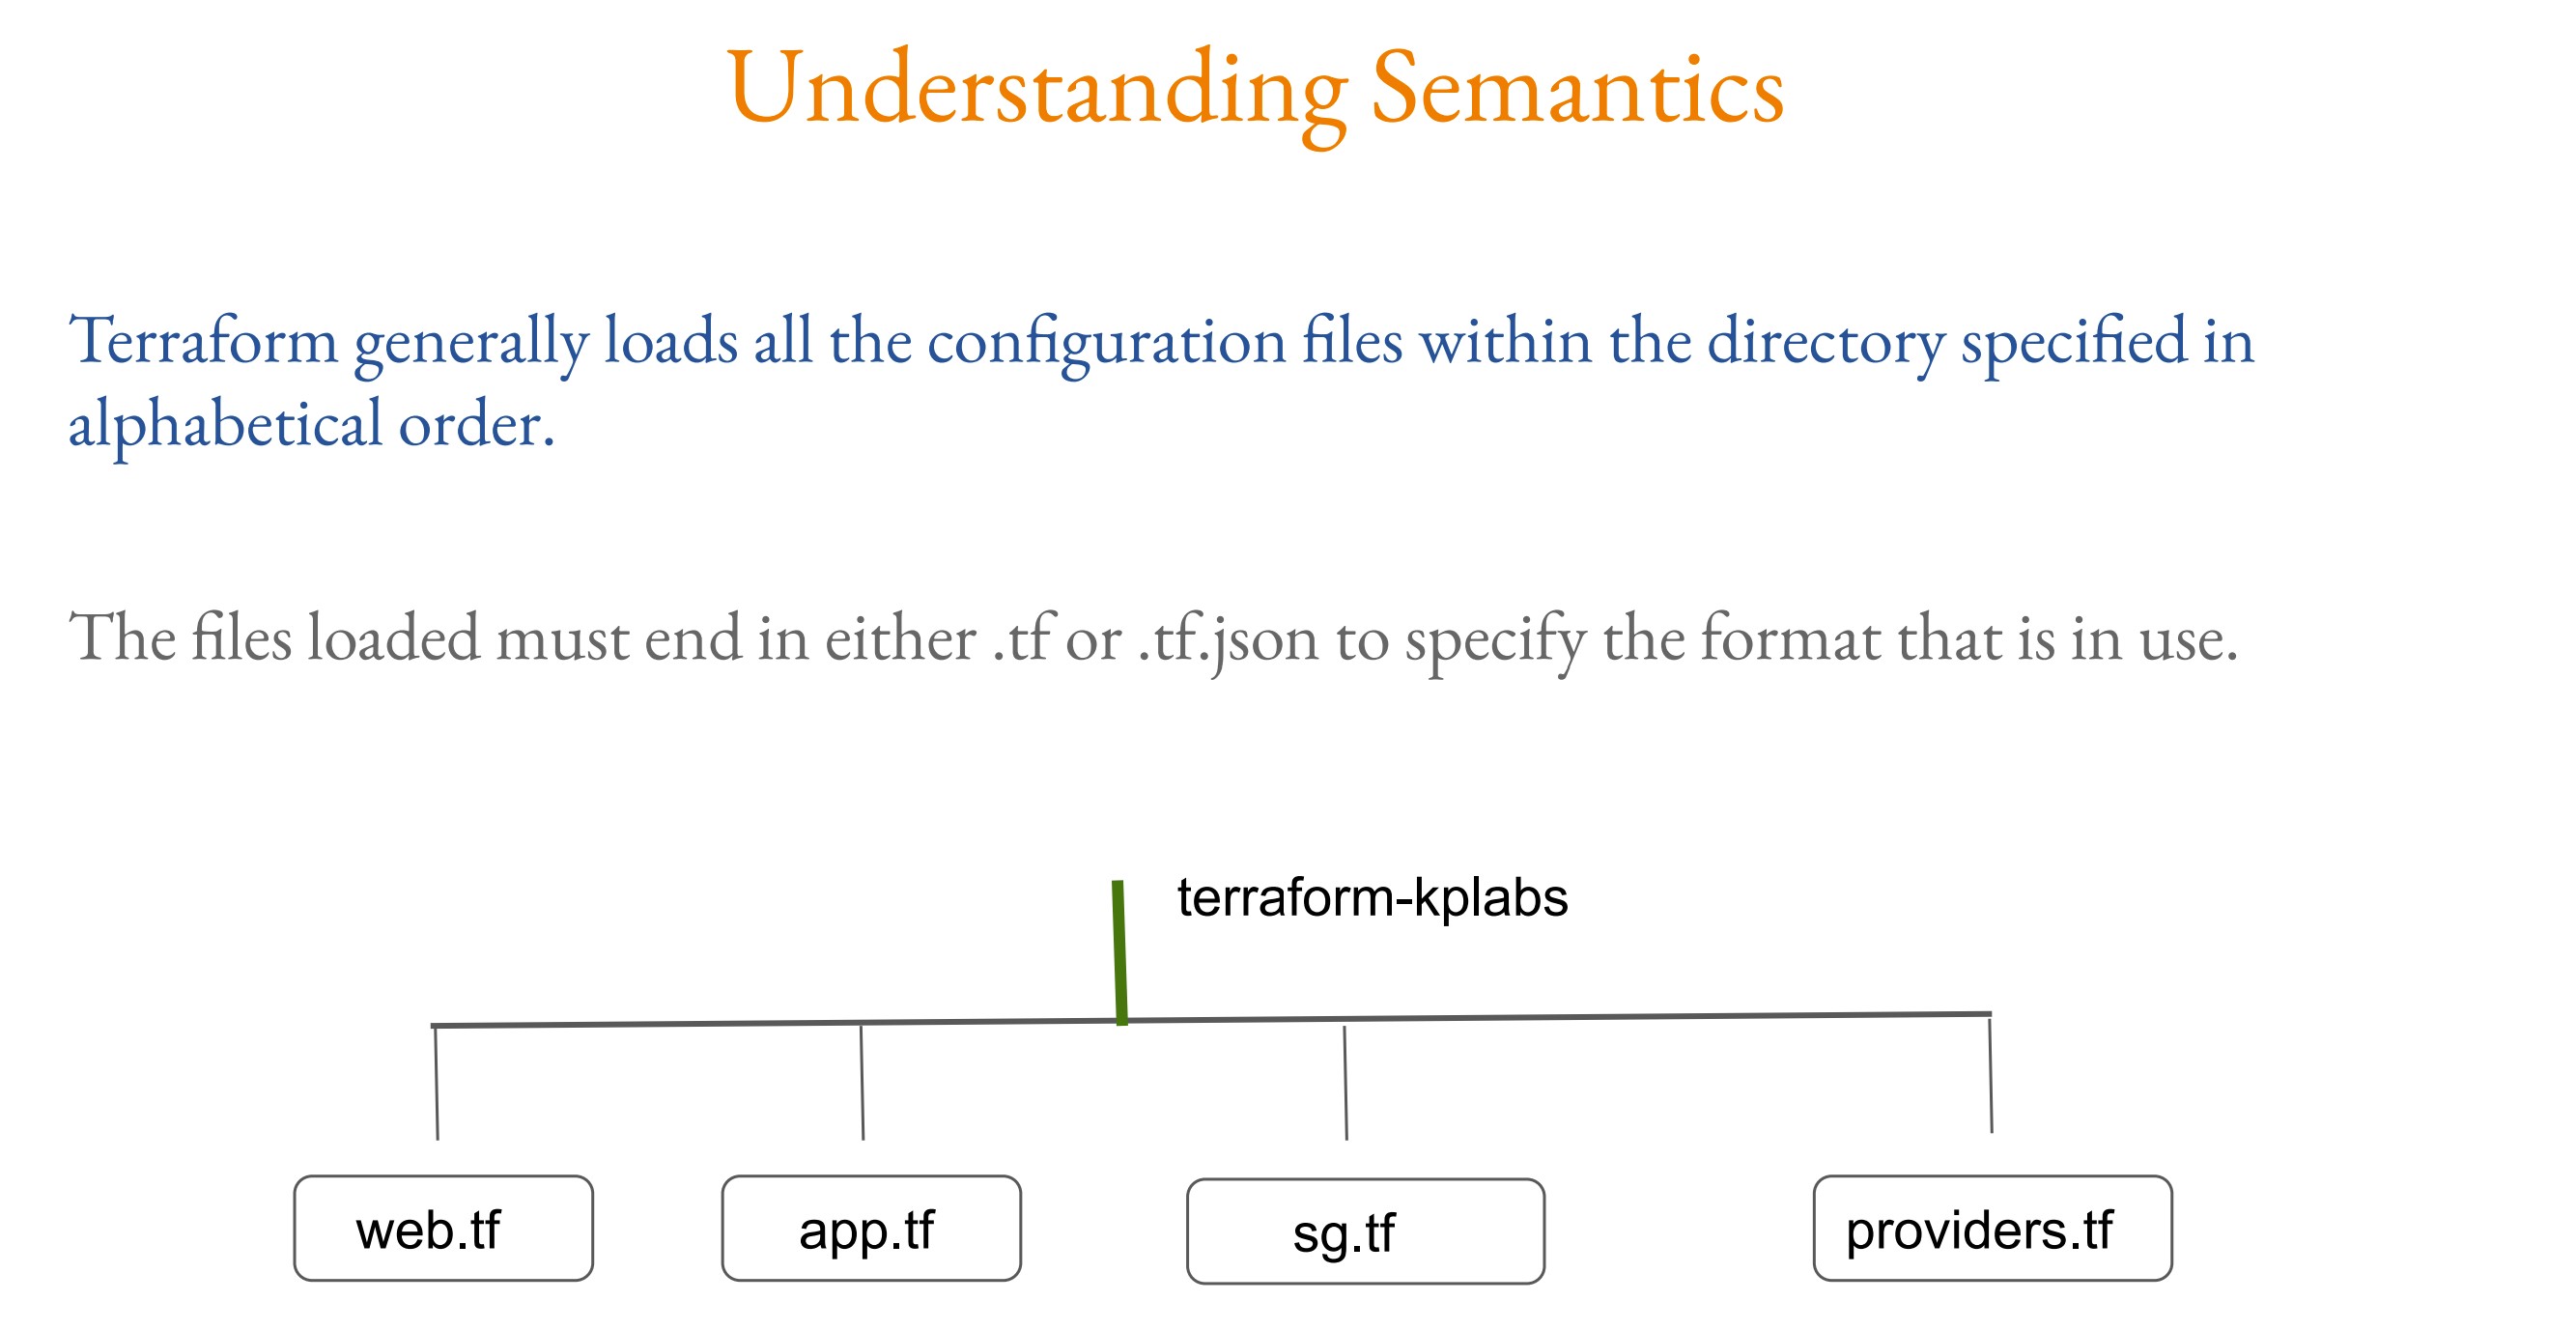 Understanding Semantics
Terraform generally loads all the configuration files within the directory specified in
alphabetical order.
The files loaded must end in either .tf or .tf.json to specify the format that is in use.
terraform-kplabs
web.tf
app.tf
sg.tf
providers.tf